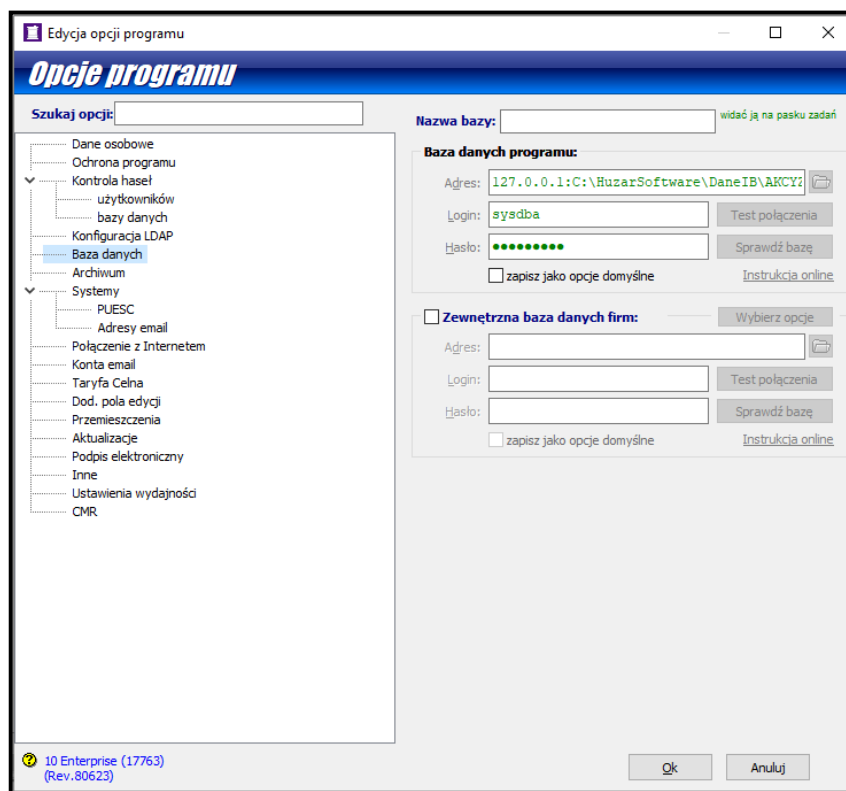 Edycja opcji programu
Opcje programu
Szukaj opcji:
Dane osobowe
Ochrona programu
Kontrola haseł
użytkowników
bazy danych
Konfiguracja LDAP
Baza danych
Archiwum
Systemy
PUESC
Adresy email
Połączenie z Internetem
Konta email
Taryfa Celna
Dod. pola edycji
Przemieszczenia
Aktualizacje
Podpis elektroniczny
Inne
Ustawienia wydajności
CMR
10 Enterprise (17763)
(Rev.80623)
Nazwa bazy: widać ją na pasku zadań
Baza danych programu:
Adres: 127.0.0.1:C:\HuzarSoftware\DaneIB\AKCYZ
Login: sysdba Test połączenia
Hasło: ●●●●●●●●● Sprawdź bazę
zapisz jako opcje domyślne Instrukcja online
Zewnętrzna baza danych firm: Wybierz opcje
Adres:
Login: Test połączenia
Hasło: Sprawdź bazę
zapisz jako opcje domyślne Instrukcja online
Ok Anuluj